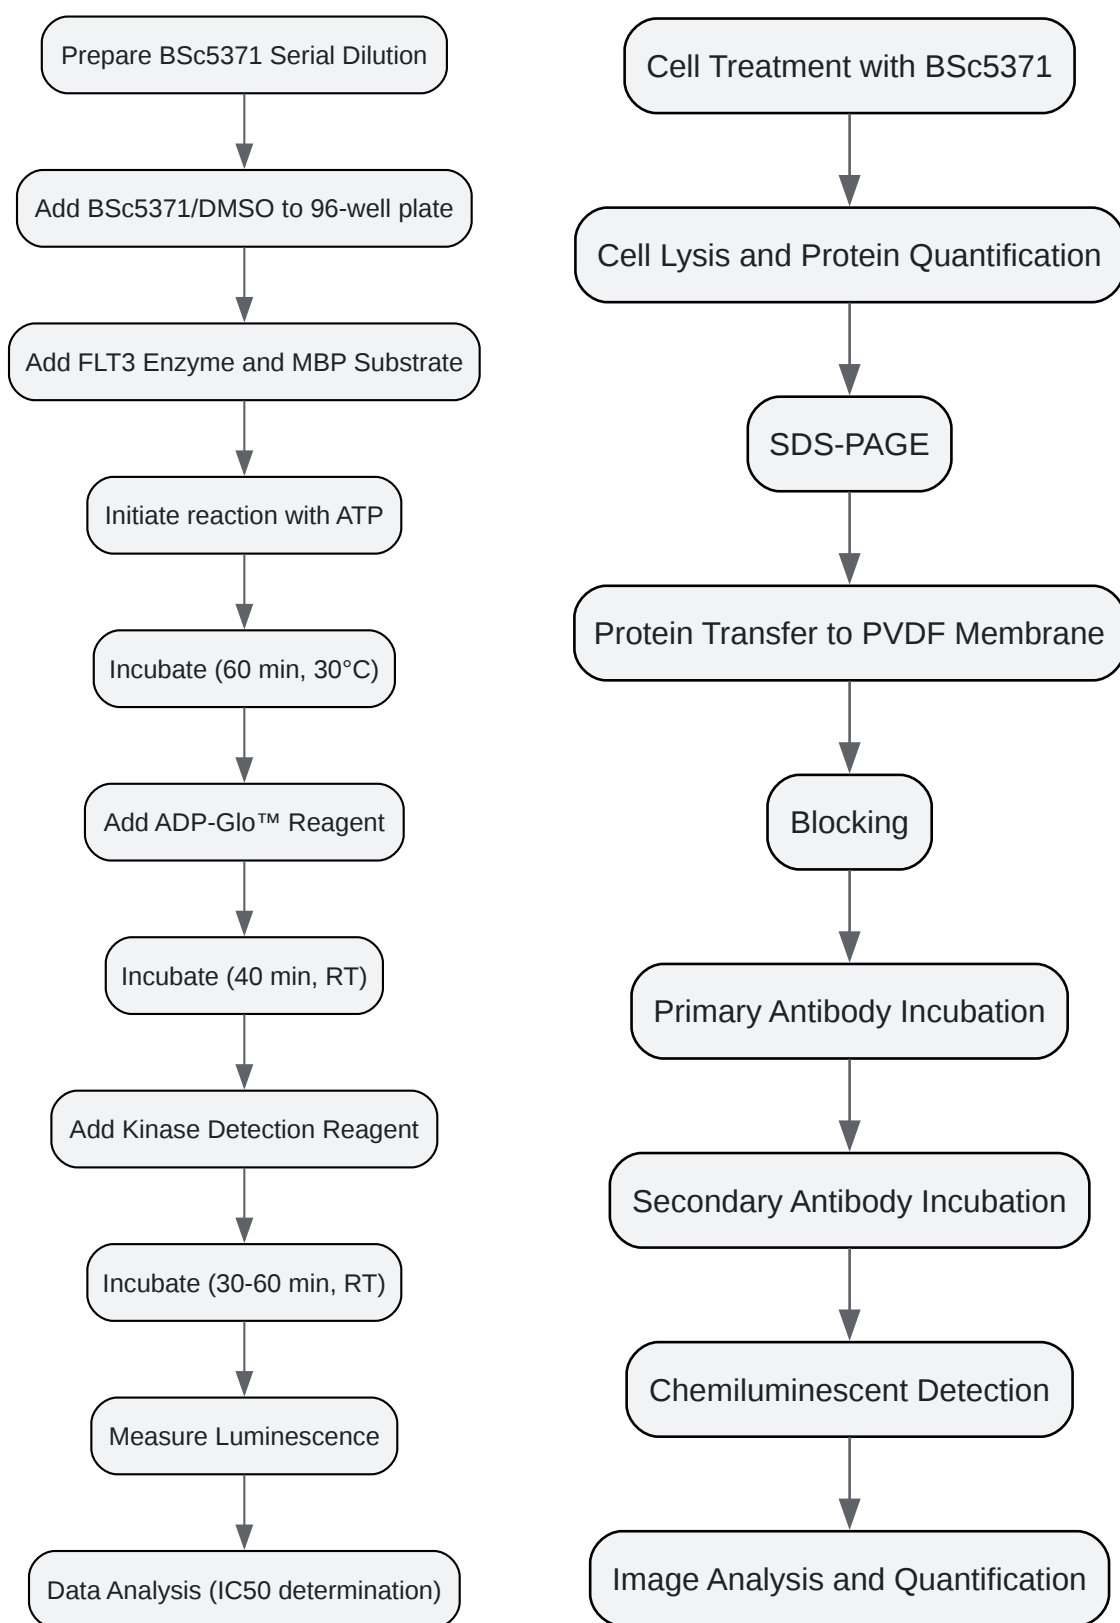 Prepare BSc5371 Serial Dilution
Add BSc5371/DMSO to 96-well plate
Add FLT3 Enzyme and MBP Substrate
Initiate reaction with ATP
Incubate (60 min, 30°C)
Add ADP-Glo™ Reagent
Incubate (40 min, RT)
Add Kinase Detection Reagent
Incubate (30-60 min, RT)
Measure Luminescence
Data Analysis (IC50 determination)
Cell Treatment with BSc5371
Cell Lysis and Protein Quantification
SDS-PAGE
Protein Transfer to PVDF Membrane
Blocking
Primary Antibody Incubation
Secondary Antibody Incubation
Chemiluminescent Detection
Image Analysis and Quantification